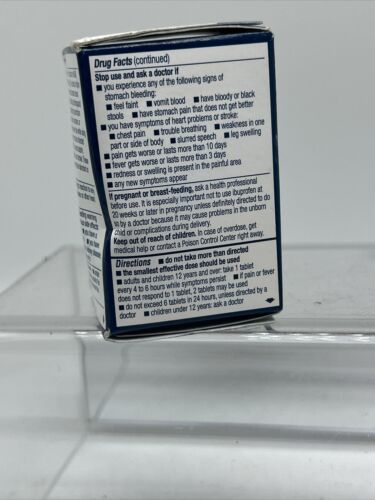 Drug Facts (continued)
Stop use and ask a doctor if
■ you experience any of the following signs of
stomach bleeding:
■ feel faint ■ vomit blood ■ have bloody or black
stools ■ have stomach pain that does not get better
■ you have symptoms of heart problems or stroke:
■ chest pain ■ trouble breathing ■ weakness in one
part or side of body ■ slurred speech ■ leg swelling
■ pain gets worse or lasts more than 10 days
■ fever gets worse or lasts more than 3 days
■ redness or swelling is present in the painful area
■ any new symptoms appear
If pregnant or breast-feeding, ask a health professional
before use. It is especially important not to use ibuprofen at
20 weeks or later in pregnancy unless definitely directed to do
so by a doctor because it may cause problems in the unborn
child or complications during delivery.
Keep out of reach of children. In case of overdose, get
medical help or contact a Poison Control Center right away.
Directions ■ do not take more than directed
■ the smallest effective dose should be used
■ adults and children 12 years and over: take 1 tablet
every 4 to 6 hours while symptoms persist ■ if pain or fever
does not respond to 1 tablet, 2 tablets may be used
■ do not exceed 6 tablets in 24 hours, unless directed by a
doctor ■ children under 12 years: ask a doctor